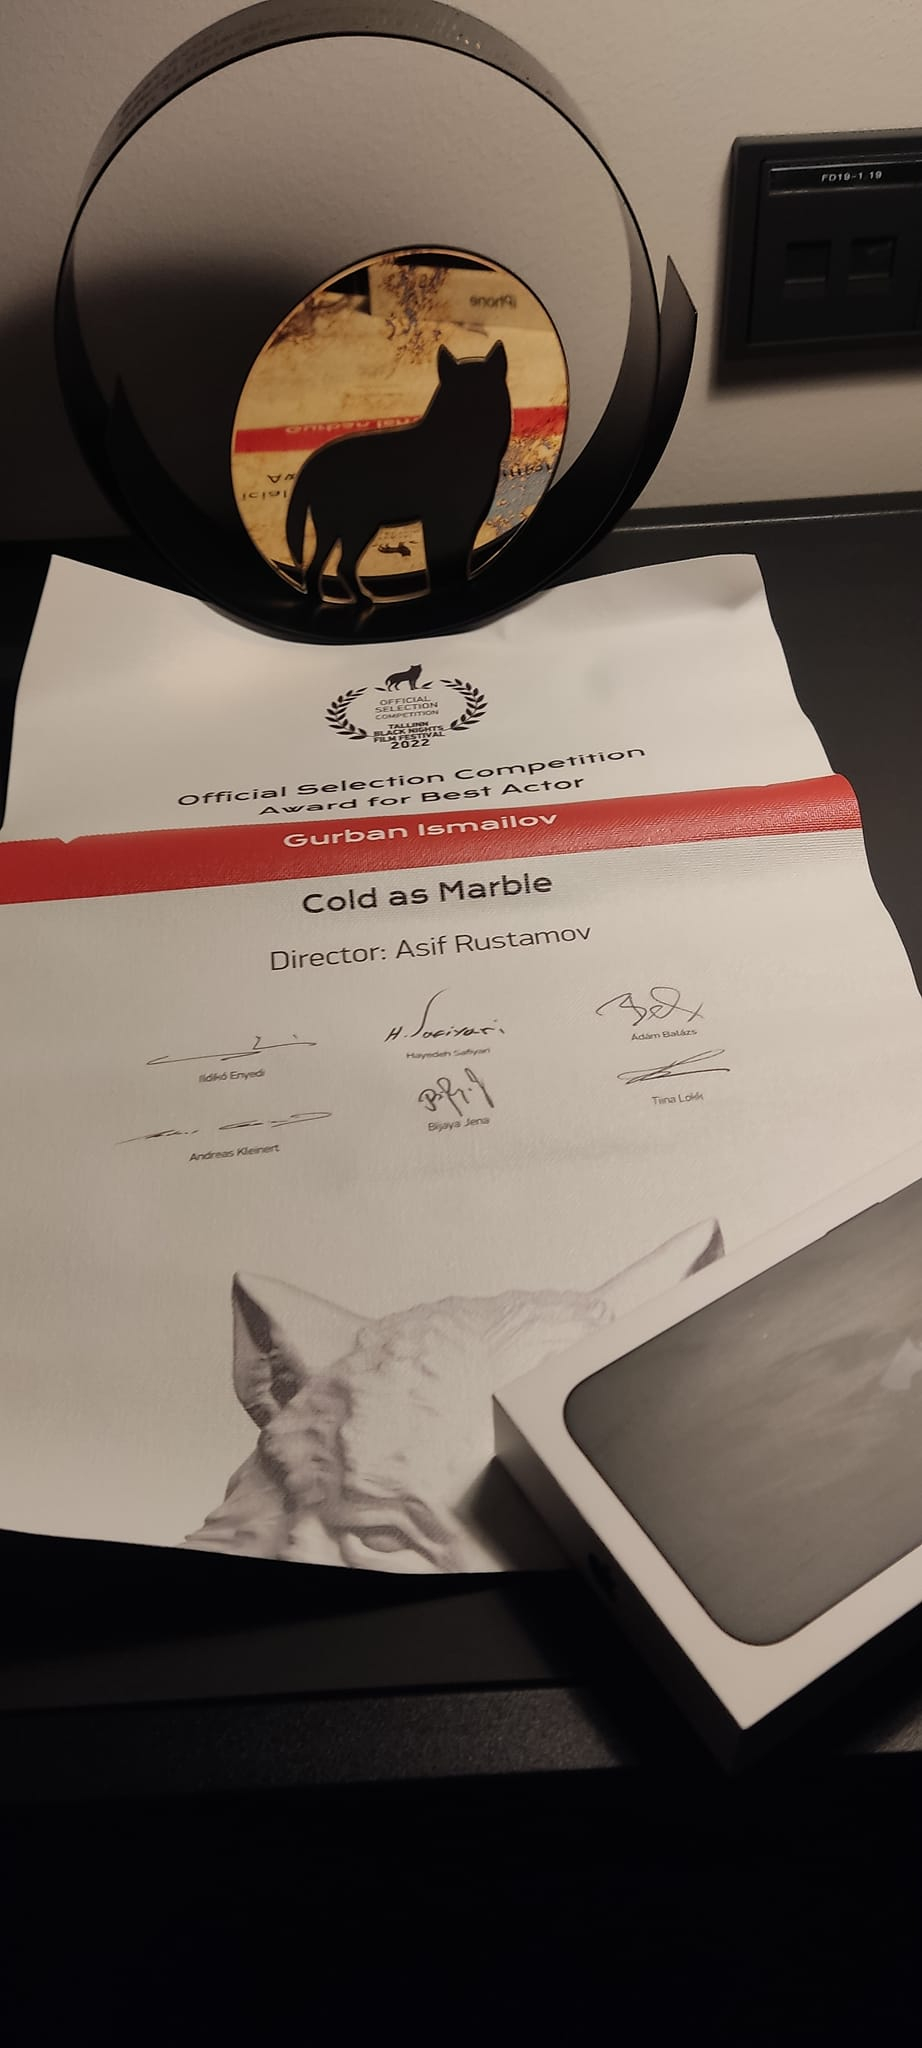 FD19-1.19
iPhone
OFFICIAL
SELECTION
COMPETITION
TALLINN
BLACK NIGHTS
FILM FESTIVAL
2022
Official Selection Competition
Award for Best Actor
Gurban Ismailov
Cold as Marble
Director: Asif Rustamov
H. Safiyari
Ildikó Enyedi
Hayedeh Safiyari
Ádám Balázs
Andreas Kleinert
Bijaya Jena
Tiina Lokk